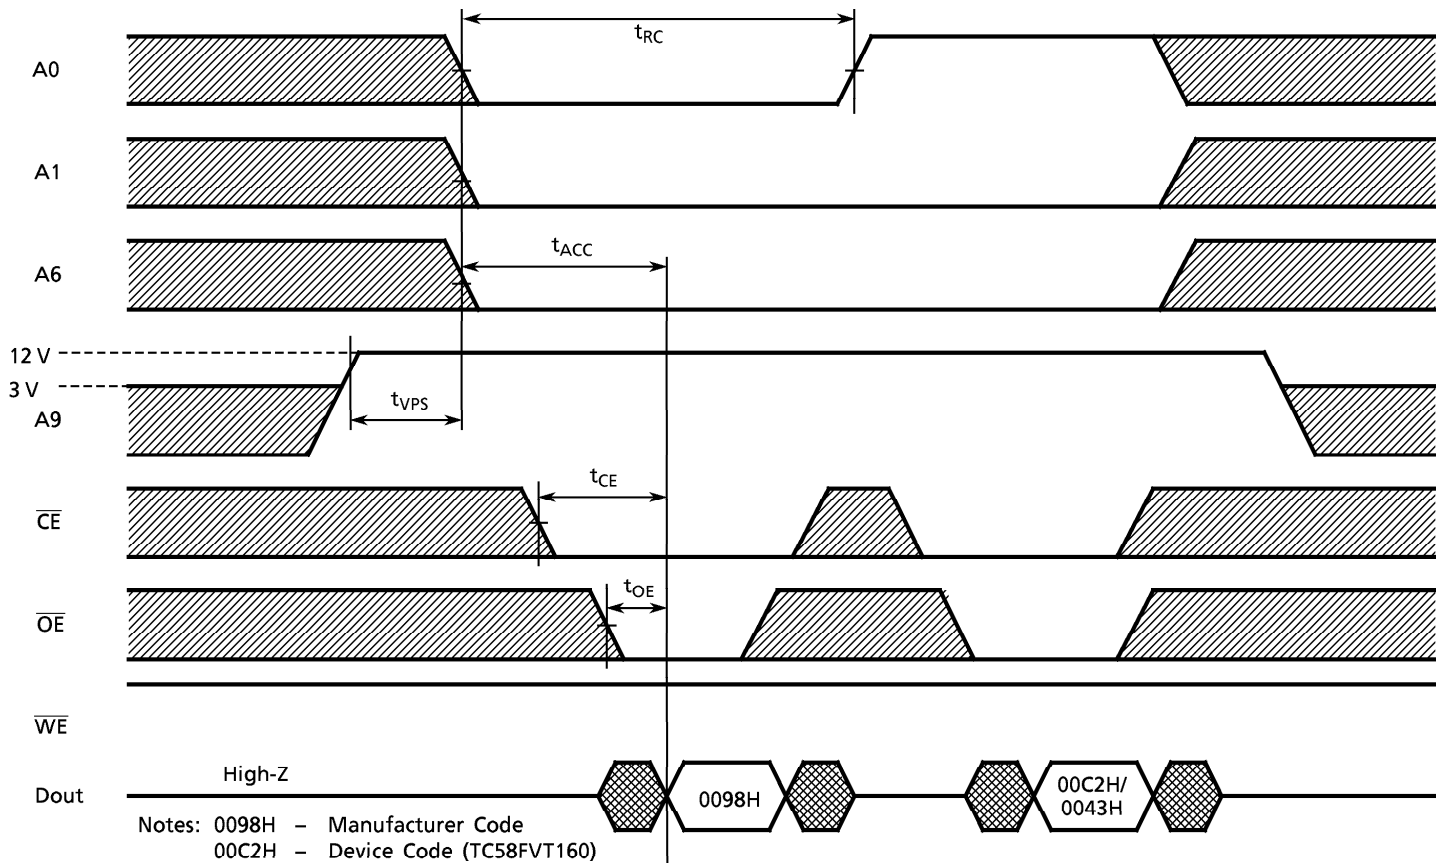 tRC
A0
A1
tACC
A6
12 V
3 V
tVPS
A9
tCE
CE
tOE
OE
WE
High-Z
Dout
0098H
00C2H/
0043H
Notes: 0098H – Manufacturer Code
00C2H – Device Code (TC58FVT160)